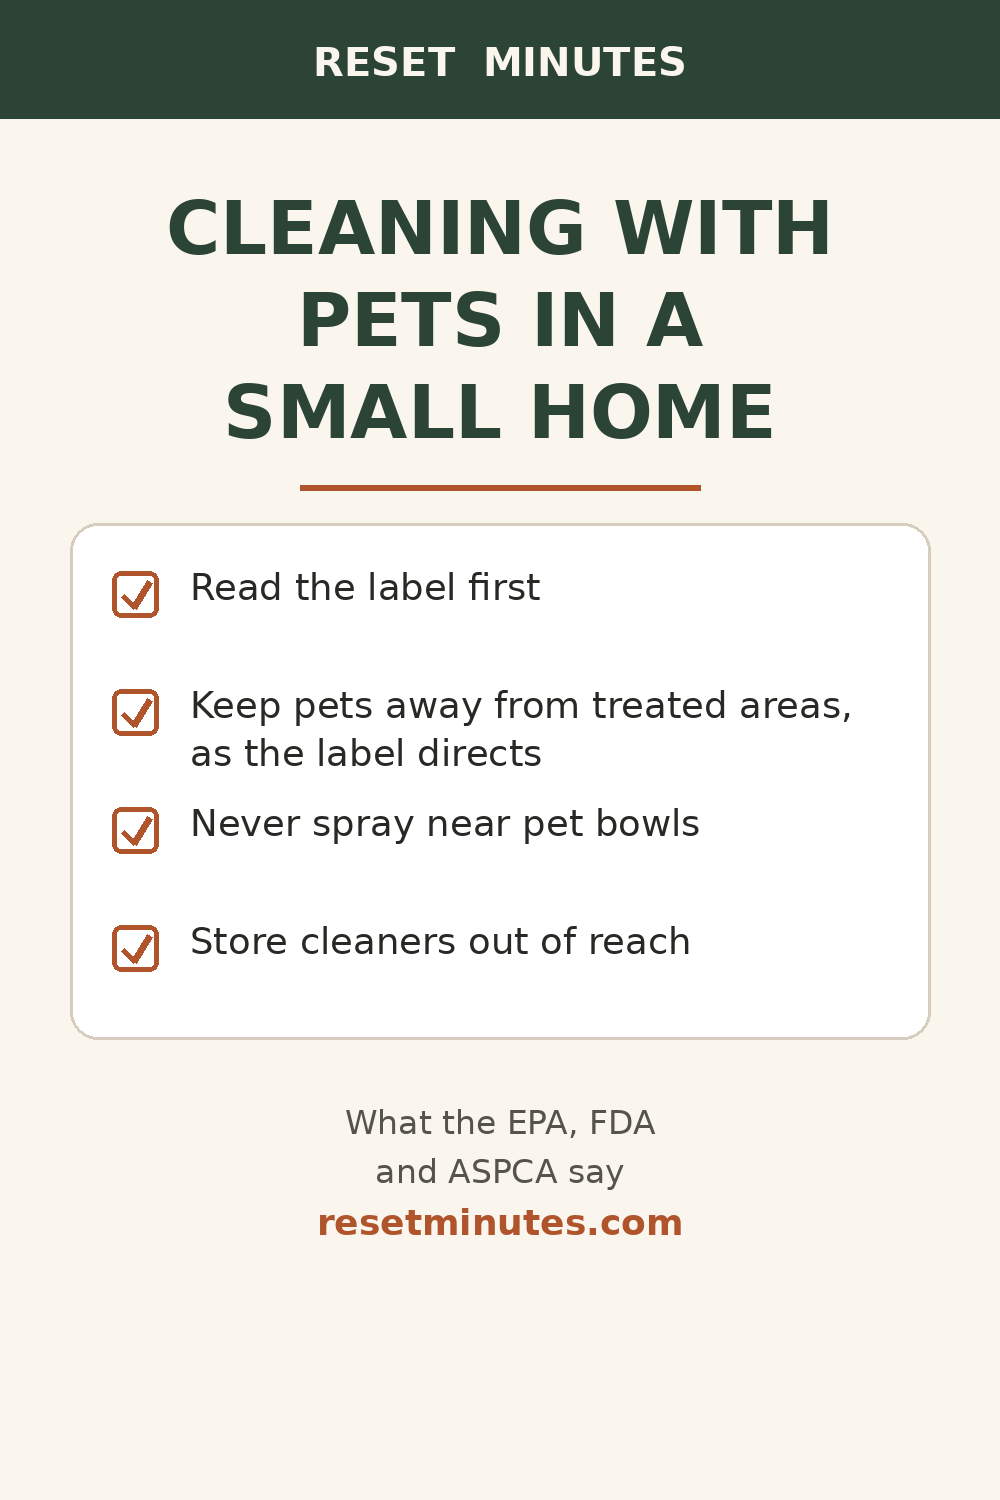 RESET MINUTES
CLEANING WITH
PETS IN A
SMALL HOME
Read the label first
Keep pets away from treated areas,
as the label directs
Never spray near pet bowls
Store cleaners out of reach
What the EPA, FDA
and ASPCA say
resetminutes.com